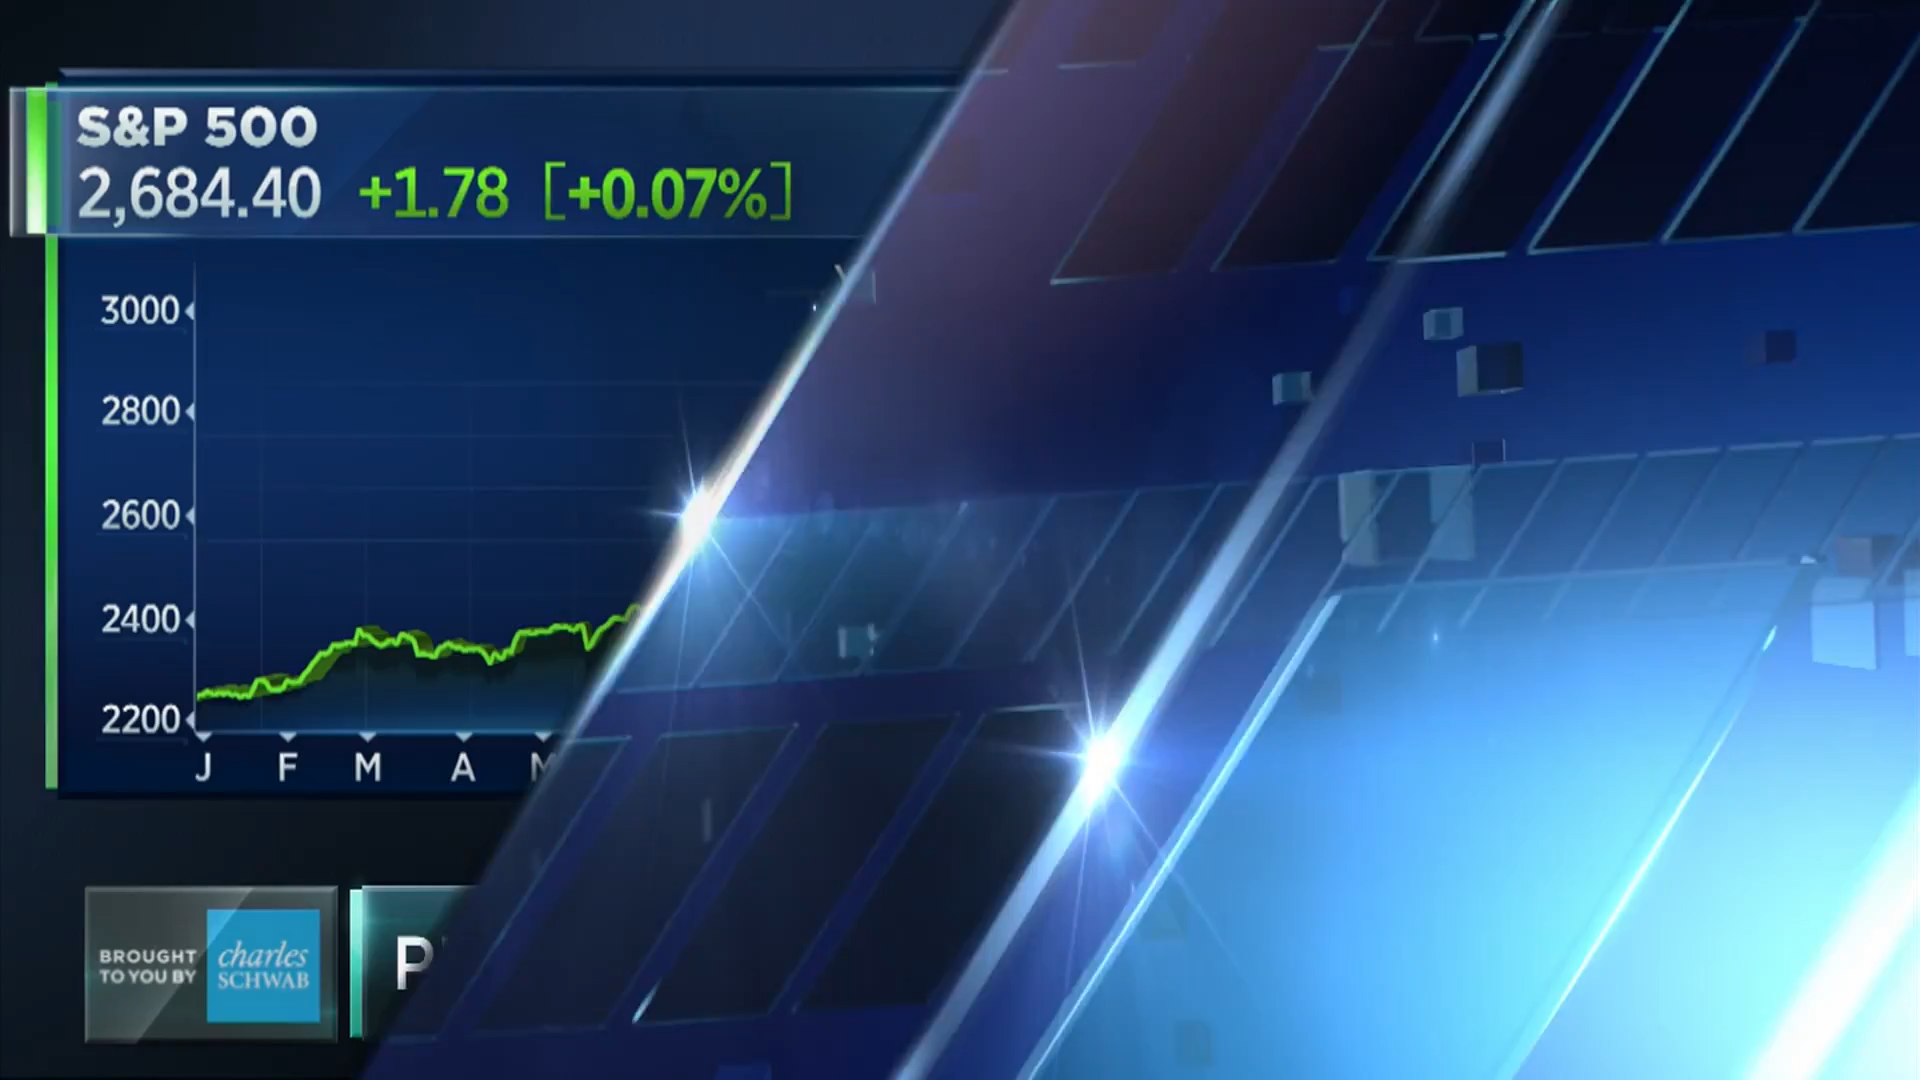 S&P 500
2,684.40 +1.78 [+0.07%]
3000
2800
2600
2400
2200
J F M A M
BROUGHT
TO YOU BY
charles
SCHWAB
P